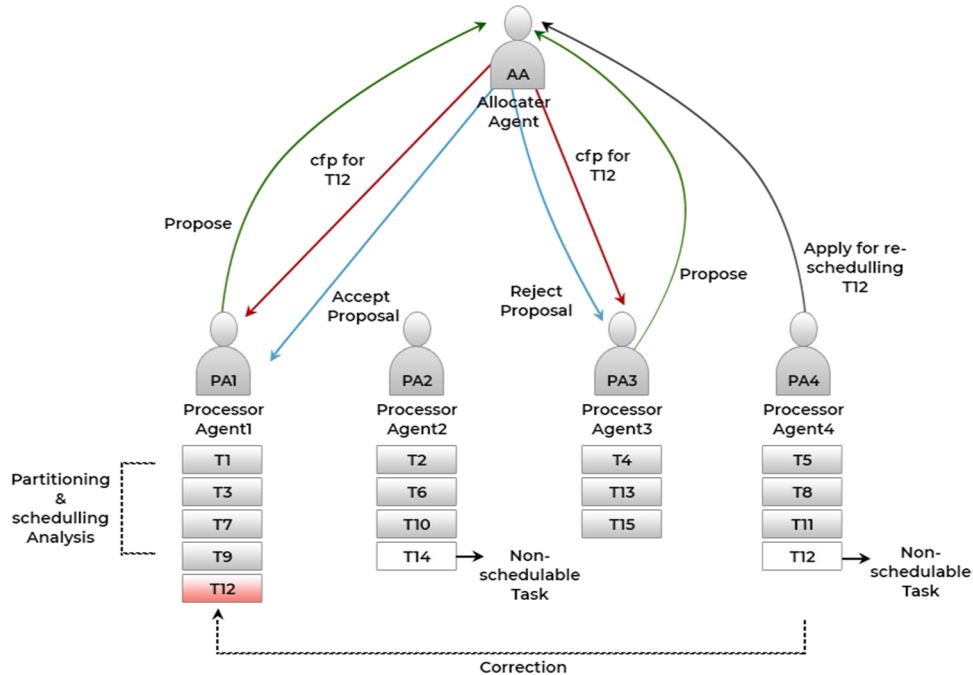 AA
Allocater
Agent
cfp for
T12
cfp for
T12
Propose
Propose
Apply for re-
schedulling
T12
Accept
Proposal
Reject
Proposal
PA1
PA2
PA3
PA4
Processor
Agent1
Processor
Agent2
Processor
Agent3
Processor
Agent4
Partitioning
&
schedulling
Analysis
T1
T3
T7
T9
T12
T2
T6
T10
T14
Non-
schedulable
Task
T4
T13
T15
T5
T8
T11
T12
Non-
schedulable
Task
Correction